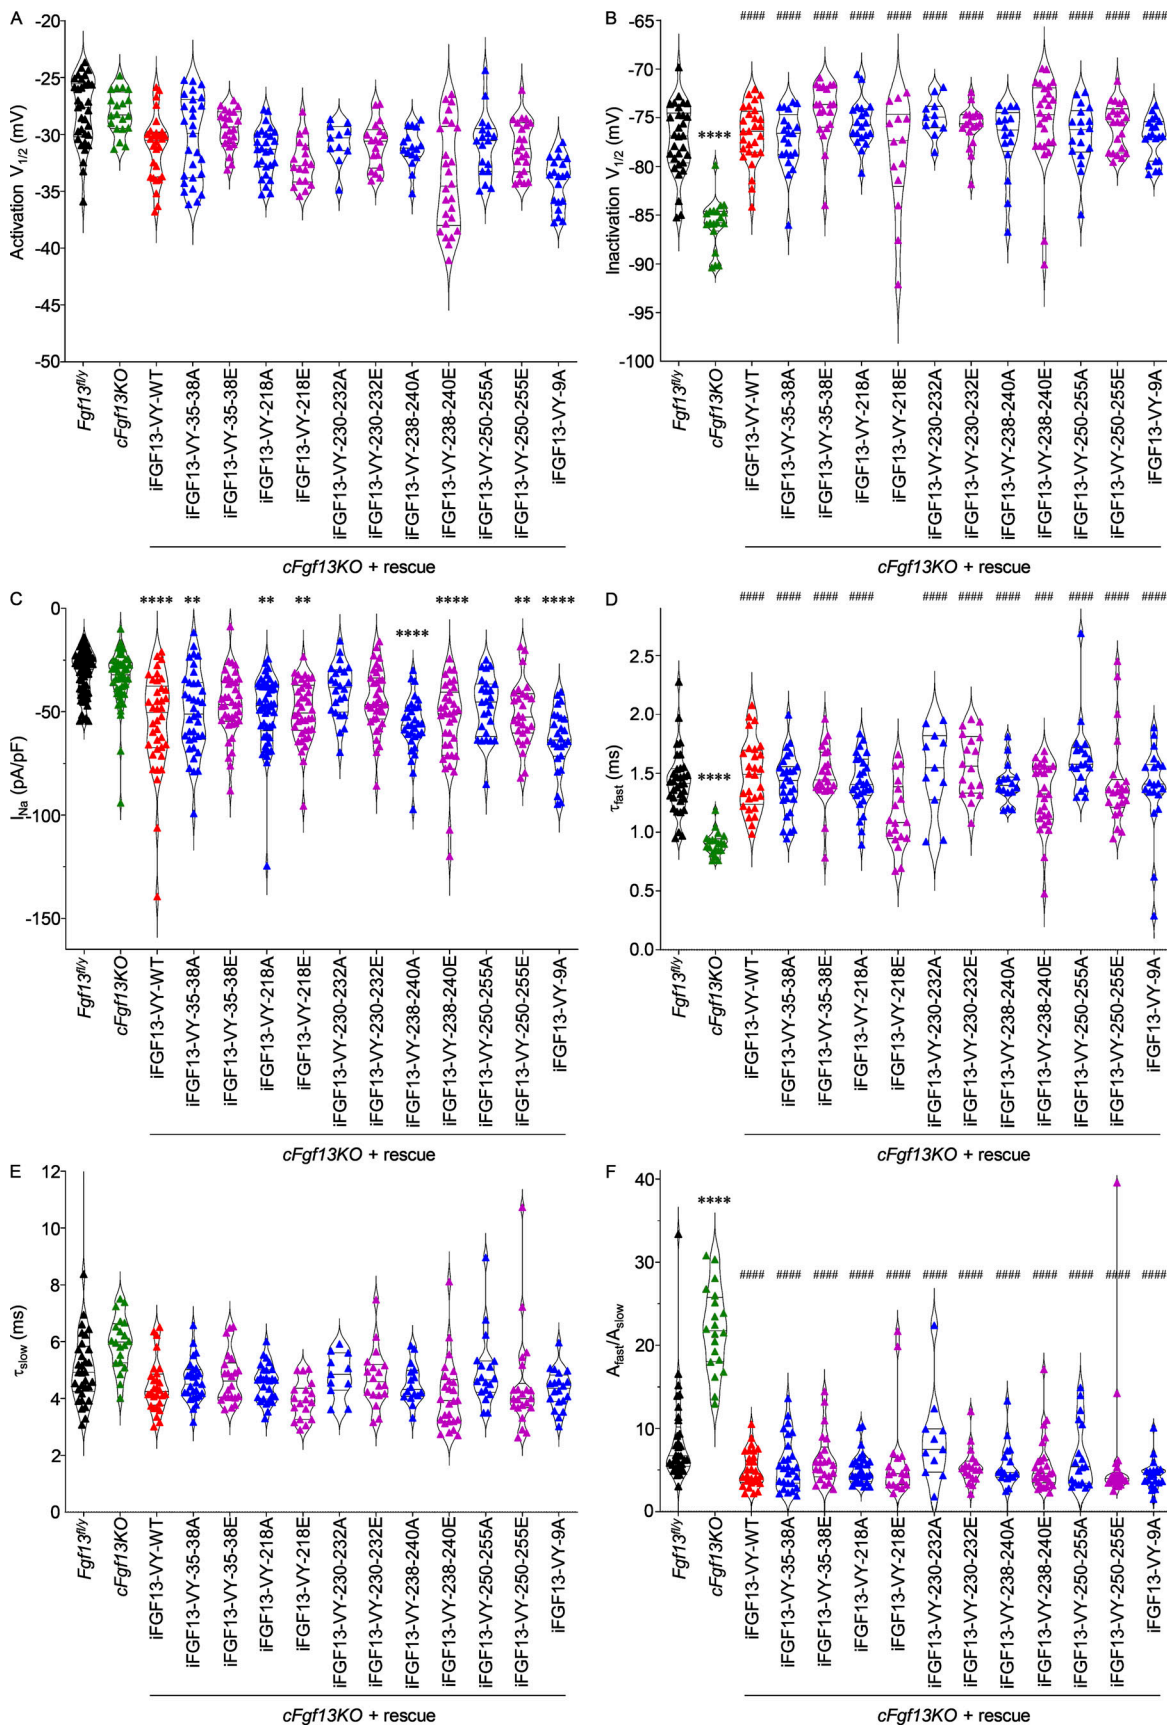 A
Activation V1/2 (mV)
-20
-25
-30
-35
-40
-45
-50
Fgf13fl/y
cFgf13KO
iFGF13-VY-WT
iFGF13-VY-35-38A
iFGF13-VY-35-38E
iFGF13-VY-218A
iFGF13-VY-218E
iFGF13-VY-230-232A
iFGF13-VY-230-232E
iFGF13-VY-238-240A
iFGF13-VY-238-240E
iFGF13-VY-250-255A
iFGF13-VY-250-255E
iFGF13-VY-9A
cFgf13KO + rescue
B
#### #### #### #### #### #### #### #### #### #### #### ####
****
Inactivation V1/2 (mV)
-65
-70
-75
-80
-85
-90
-95
-100
Fgf13fl/y
cFgf13KO
iFGF13-VY-WT
iFGF13-VY-35-38A
iFGF13-VY-35-38E
iFGF13-VY-218A
iFGF13-VY-218E
iFGF13-VY-230-232A
iFGF13-VY-230-232E
iFGF13-VY-238-240A
iFGF13-VY-238-240E
iFGF13-VY-250-255A
iFGF13-VY-250-255E
iFGF13-VY-9A
cFgf13KO + rescue
C
**** ** ** ** **** ** ****
****
INa (pA/pF)
0
-50
-100
-150
Fgf13fl/y
cFgf13KO
iFGF13-VY-WT
iFGF13-VY-35-38A
iFGF13-VY-35-38E
iFGF13-VY-218A
iFGF13-VY-218E
iFGF13-VY-230-232A
iFGF13-VY-230-232E
iFGF13-VY-238-240A
iFGF13-VY-238-240E
iFGF13-VY-250-255A
iFGF13-VY-250-255E
iFGF13-VY-9A
cFgf13KO + rescue
D
#### #### #### #### #### #### #### ### #### #### ####
****
τfast (ms)
2.5
2.0
1.5
1.0
0.5
0.0
Fgf13fl/y
cFgf13KO
iFGF13-VY-WT
iFGF13-VY-35-38A
iFGF13-VY-35-38E
iFGF13-VY-218A
iFGF13-VY-218E
iFGF13-VY-230-232A
iFGF13-VY-230-232E
iFGF13-VY-238-240A
iFGF13-VY-238-240E
iFGF13-VY-250-255A
iFGF13-VY-250-255E
iFGF13-VY-9A
cFgf13KO + rescue
E
τslow (ms)
12
10
8
6
4
2
0
Fgf13fl/y
cFgf13KO
iFGF13-VY-WT
iFGF13-VY-35-38A
iFGF13-VY-35-38E
iFGF13-VY-218A
iFGF13-VY-218E
iFGF13-VY-230-232A
iFGF13-VY-230-232E
iFGF13-VY-238-240A
iFGF13-VY-238-240E
iFGF13-VY-250-255A
iFGF13-VY-250-255E
iFGF13-VY-9A
cFgf13KO + rescue
F
****
#### #### #### #### #### #### #### #### #### #### #### ####
Afast/Aslow
40
30
20
10
0
Fgf13fl/y
cFgf13KO
iFGF13-VY-WT
iFGF13-VY-35-38A
iFGF13-VY-35-38E
iFGF13-VY-218A
iFGF13-VY-218E
iFGF13-VY-230-232A
iFGF13-VY-230-232E
iFGF13-VY-238-240A
iFGF13-VY-238-240E
iFGF13-VY-250-255A
iFGF13-VY-250-255E
iFGF13-VY-9A
cFgf13KO + rescue